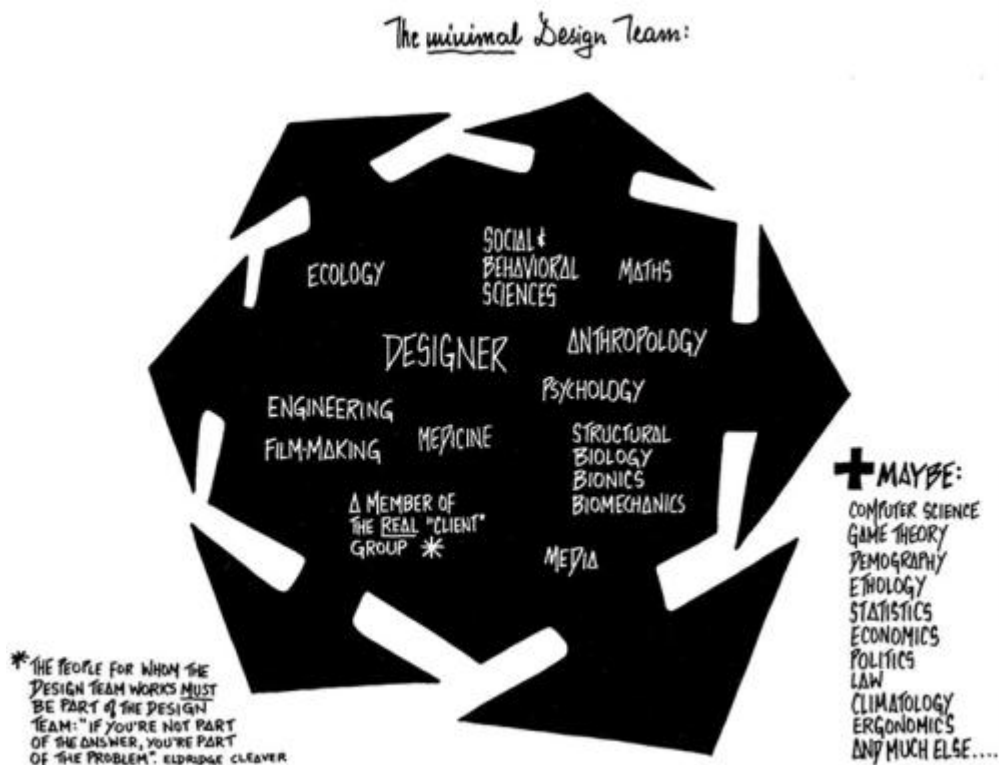 The minimal Design Team:
ECOLOGY
SOCIAL &
BEHAVIORAL
SCIENCES
MATHS
DESIGNER
ANTHROPOLOGY
PSYCHOLOGY
ENGINEERING
FILM-MAKING
MEDICINE
STRUCTURAL
BIOLOGY
BIONICS
BIOMECHANICS
A MEMBER OF
THE REAL "CLIENT"
GROUP *
MEDIA
+ MAYBE:
COMPUTER SCIENCE
GAME THEORY
DEMOGRAPHY
ETHOLOGY
STATISTICS
ECONOMICS
POLITICS
LAW
CLIMATOLOGY
ERGONOMICS
AND MUCH ELSE....
* THE PEOPLE FOR WHOM THE
DESIGN TEAM WORKS MUST
BE PART of THE DESIGN
TEAM: "IF YOU'RE NOT PART
OF THE ANSWER, YOU'RE PART
OF THE PROBLEM". ELDRIDGE CLEAVER